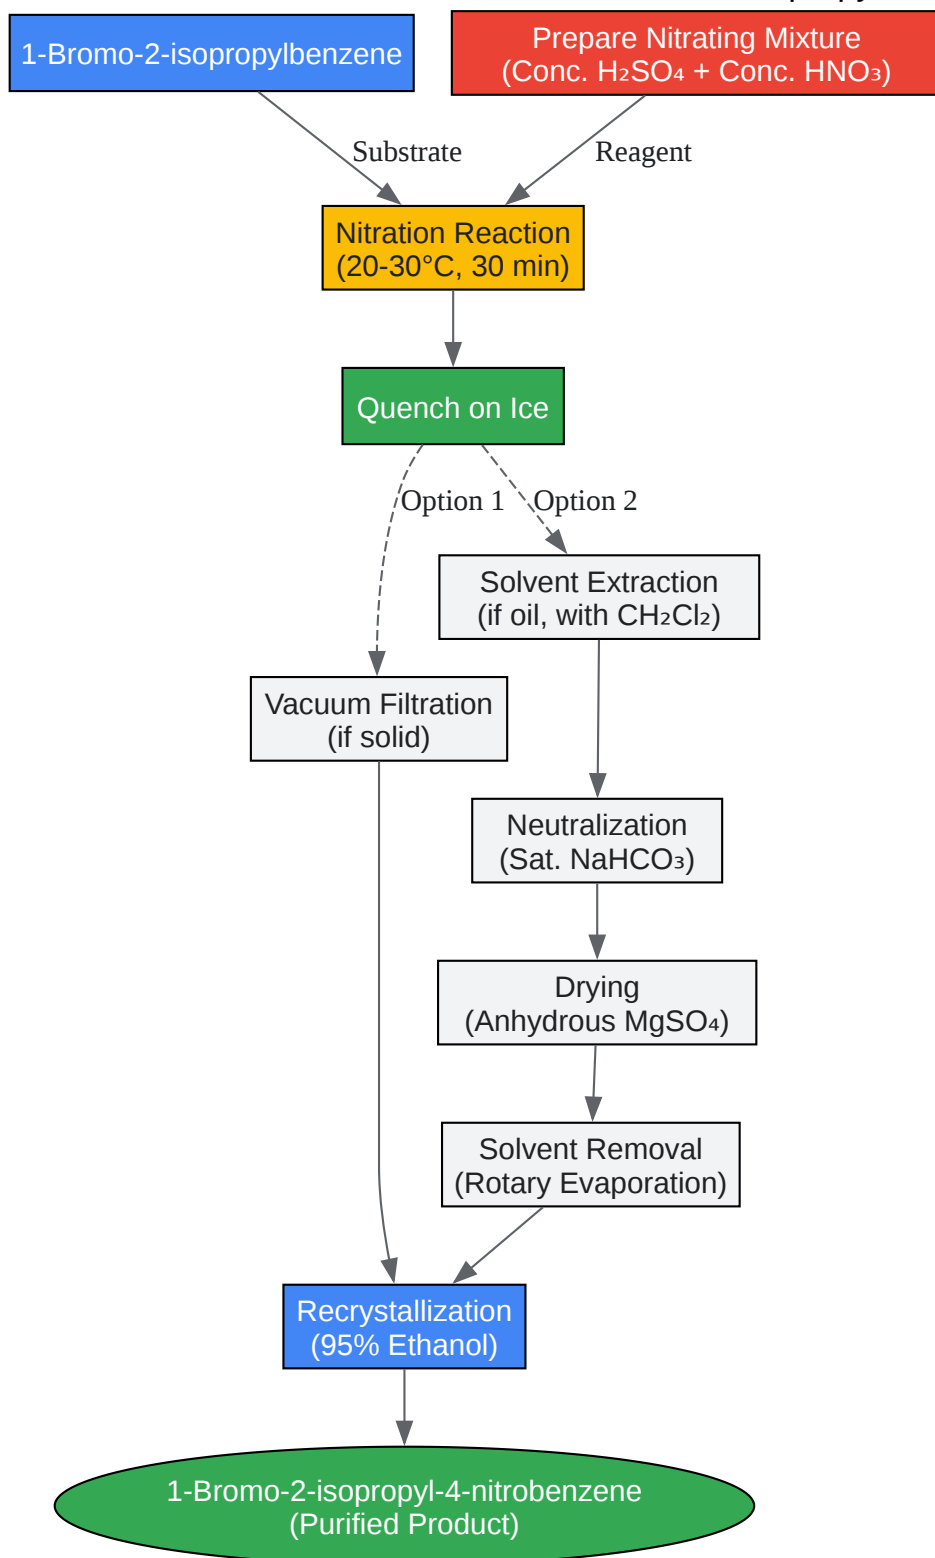 1-Bromo-2-isopropylbenzene
Prepare Nitrating Mixture
(Conc. H₂SO₄ + Conc. HNO₃)
Substrate
Reagent
Nitration Reaction
(20-30°C, 30 min)
Quench on Ice
Option 1
Option 2
Solvent Extraction
(if oil, with CH₂Cl₂)
Vacuum Filtration
(if solid)
Neutralization
(Sat. NaHCO₃)
Drying
(Anhydrous MgSO₄)
Solvent Removal
(Rotary Evaporation)
Recrystallization
(95% Ethanol)
1-Bromo-2-isopropyl-4-nitrobenzene
(Purified Product)